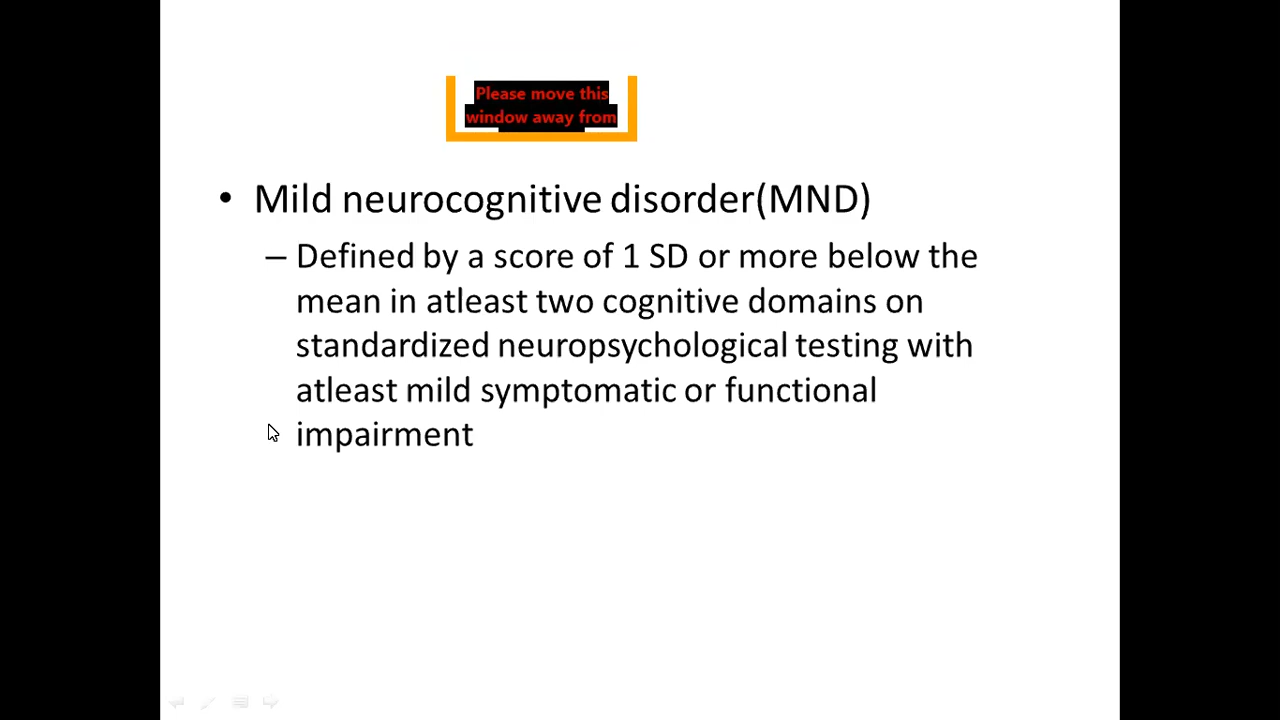 Please move this
window away from
• Mild neurocognitive disorder(MND)
– Defined by a score of 1 SD or more below the
mean in atleast two cognitive domains on
standardized neuropsychological testing with
atleast mild symptomatic or functional
impairment